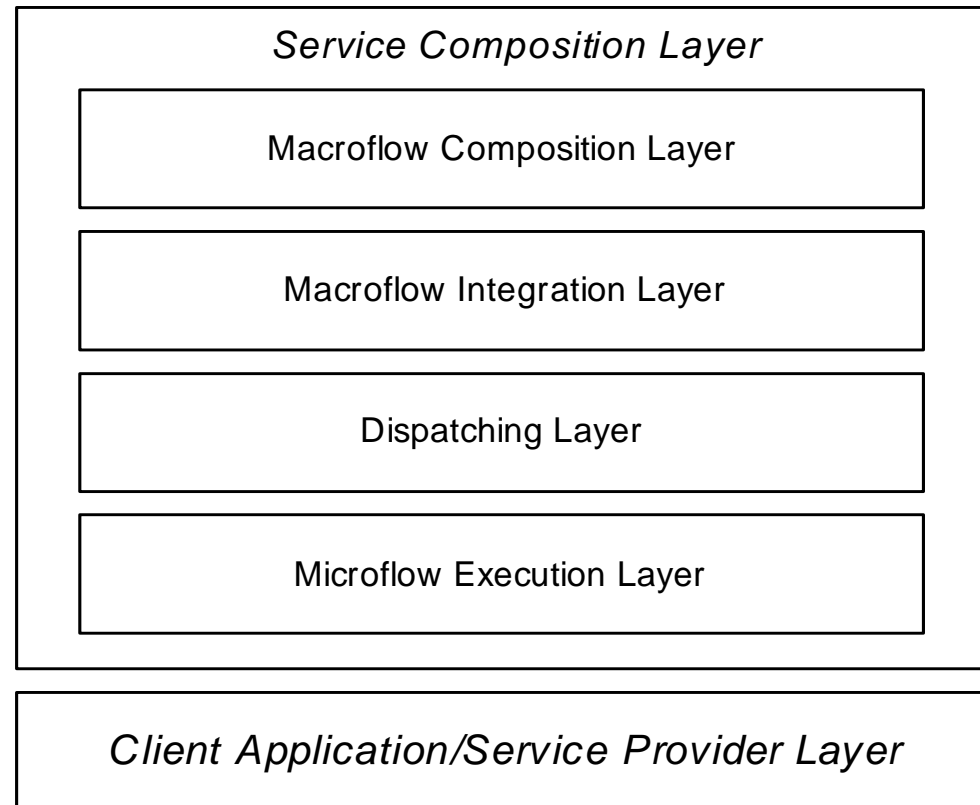 Service Composition Layer
Macroflow Composition Layer
Macroflow Integration Layer
Dispatching Layer
Microflow Execution Layer
Client Application/Service Provider Layer